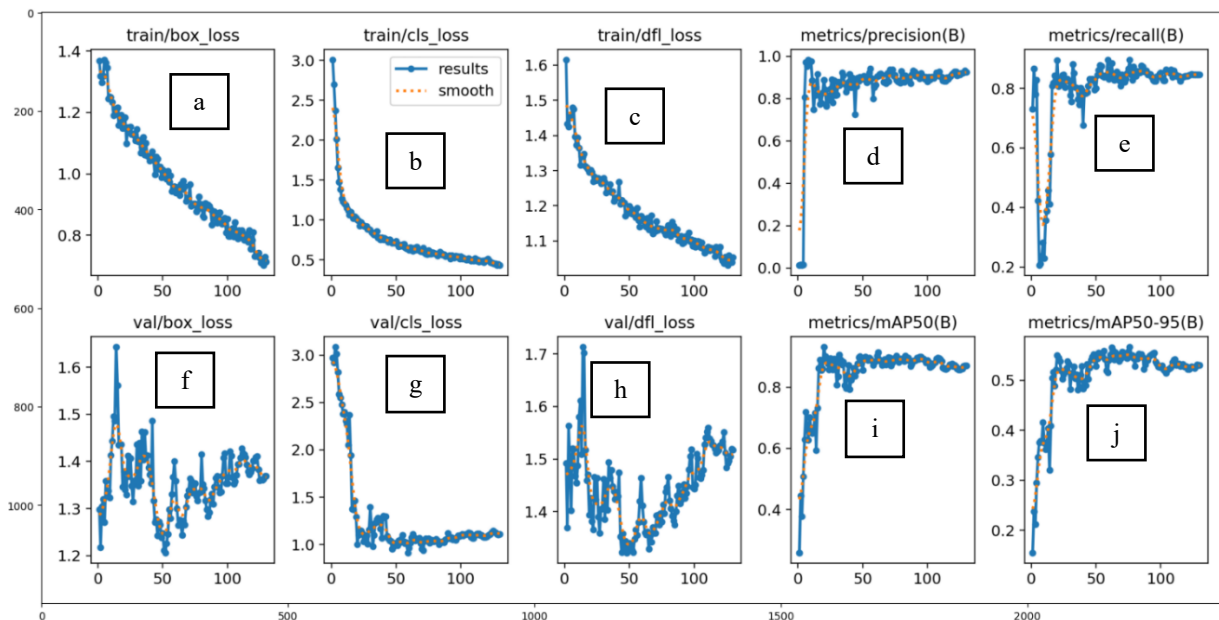 0
train/box_loss train/cls_loss train/dfl_loss metrics/precision(B) metrics/recall(B)
1.4 3.0 results 1.6 1.0 0.9
smooth
a b c d e
200
1.2 2.5 1.5 0.8 0.8
0.7
2.0 1.4 0.6 0.6
1.0 1.5 1.3 0.4 0.5
400
1.0 1.2 0.2 0.4
0.8 0.3
0.5 1.1 0.0 0.2
0 50 100 0 50 100 0 50 100 0 50 100 0 50 100
600
val/box_loss val/cls_loss val/dfl_loss metrics/mAP50(B) metrics/mAP50-95(B)
1.6 3.0 1.7
f g h i j
0.8 0.5
1.5 2.5 1.6
800
1.4 2.0 1.5 0.6 0.4
1.3 1.5 0.3
1000
1.4 0.4
1.2 1.0 0.2
0 50 100 0 50 100 0 50 100 0 50 100 0 50 100
0 500 1000 1500 2000